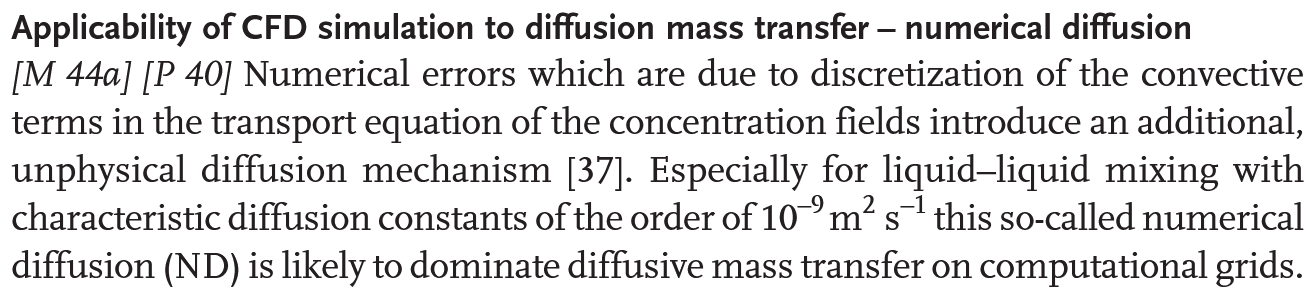 Applicability of CFD simulation to diffusion mass transfer – numerical diffusion
[M 44a] [P 40] Numerical errors which are due to discretization of the convective
terms in the transport equation of the concentration fields introduce an additional,
unphysical diffusion mechanism [37]. Especially for liquid–liquid mixing with
characteristic diffusion constants of the order of 10⁻⁹ m² s⁻¹ this so-called numerical
diffusion (ND) is likely to dominate diffusive mass transfer on computational grids.